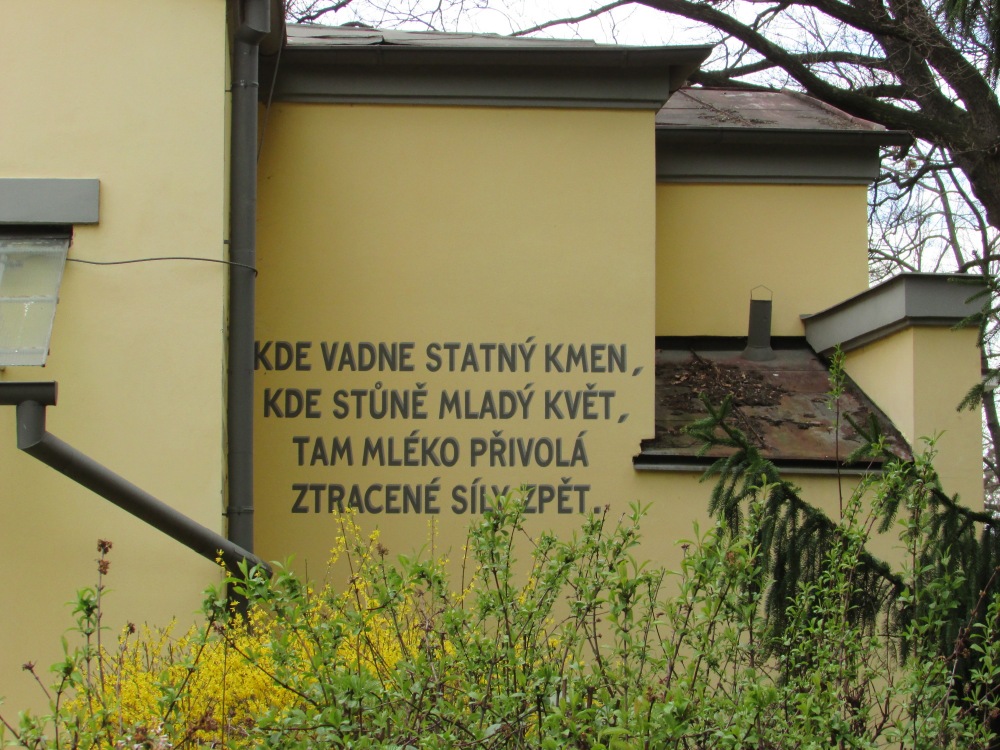 KDE VADNE STATNÝ KMEN,
KDE STŮNĚ MLADÝ KVĚT,
TAM MLÉKO PŘIVOLÁ
ZTRACENÉ SÍLY ZPĚT.